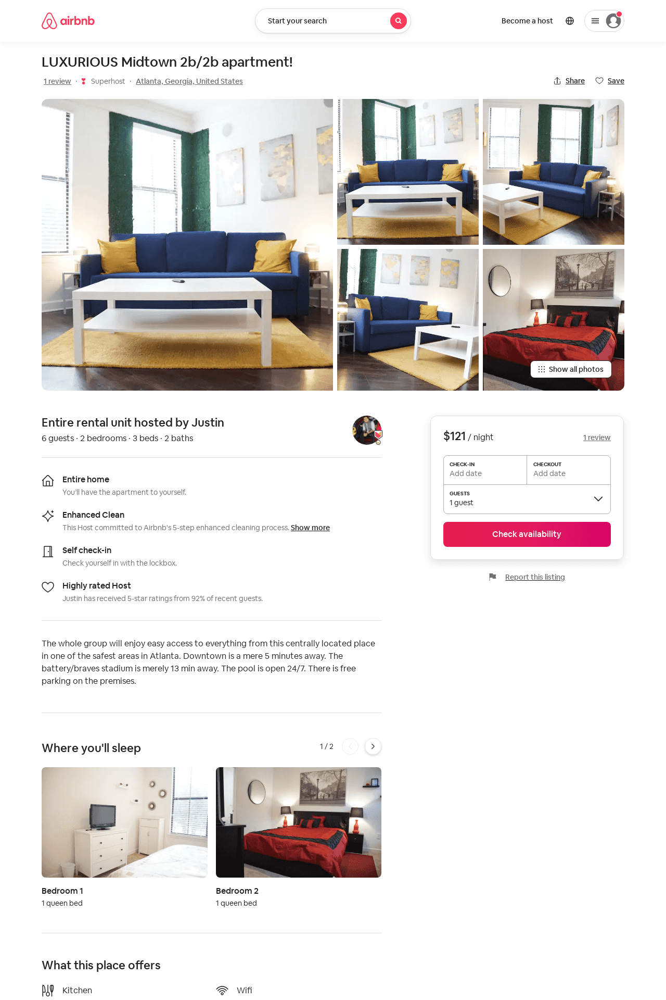 airbnb
Start your search
Become a host
LUXURIOUS Midtown 2b/2b apartment!
1 review · Superhost · Atlanta, Georgia, United States
Share
Save
Show all photos
Entire rental unit hosted by Justin
6 guests · 2 bedrooms · 3 beds · 2 baths
Entire home
You’ll have the apartment to yourself.
Enhanced Clean
This Host committed to Airbnb's 5-step enhanced cleaning process. Show more
Self check-in
Check yourself in with the lockbox.
Highly rated Host
Justin has received 5-star ratings from 92% of recent guests.
$121 / night
1 review
CHECK-IN
Add date
CHECKOUT
Add date
GUESTS
1 guest
Check availability
Report this listing
The whole group will enjoy easy access to everything from this centrally located place
in one of the safest areas in Atlanta. Downtown is a mere 5 minutes away. The
battery/braves stadium is merely 13 min away. The pool is open 24/7. There is free
parking on the premises.
Where you'll sleep
1 / 2
Bedroom 1
1 queen bed
Bedroom 2
1 queen bed
What this place offers
Kitchen
Wifi